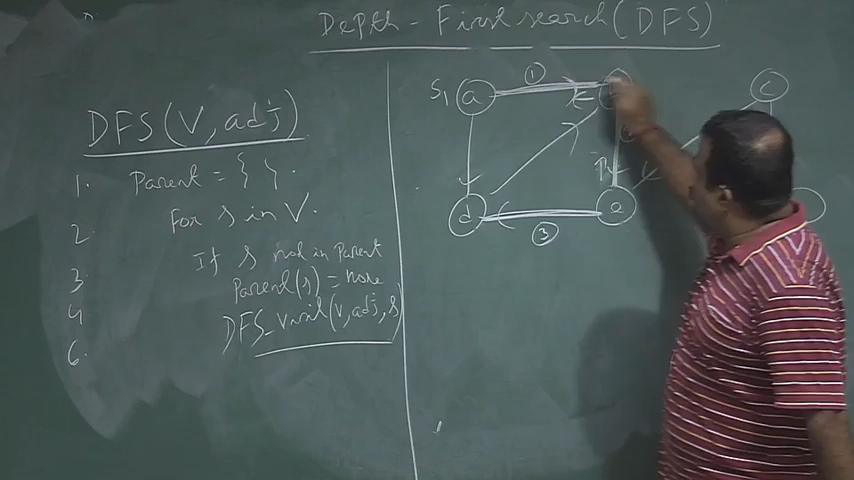 Depth - First search (DFS)
DFS(V, adj)
1. Parent = { }.
2. For s in V.
3. If s not in Parent
4 Parent(s) = none
6. DFS_visit(V, adj, s)
S1 a 1 c
d 3 e